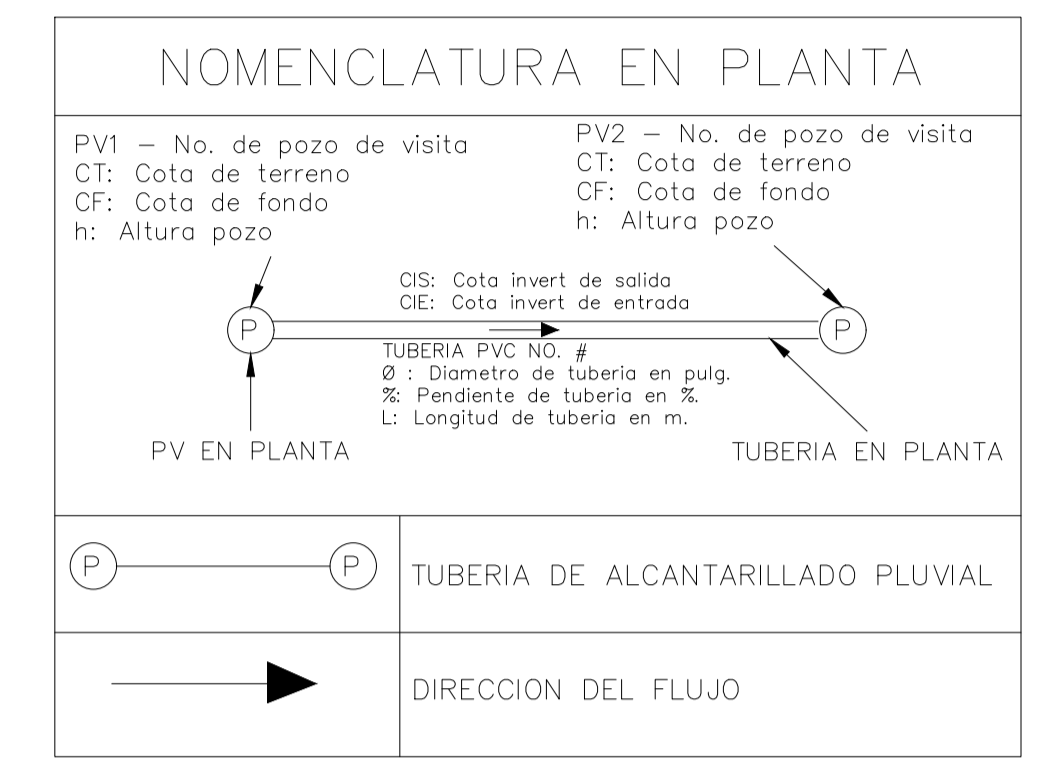 NOMENCLATURA EN PLANTA
PV1 – No. de pozo de visita
CT: Cota de terreno
CF: Cota de fondo
h: Altura pozo
PV2 – No. de pozo de visita
CT: Cota de terreno
CF: Cota de fondo
h: Altura pozo
CIS: Cota invert de salida
CIE: Cota invert de entrada
P
P
TUBERIA PVC NO. #
Ø : Diametro de tuberia en pulg.
%: Pendiente de tuberia en %.
L: Longitud de tuberia en m.
PV EN PLANTA
TUBERIA EN PLANTA
P
P
TUBERIA DE ALCANTARILLADO PLUVIAL
DIRECCION DEL FLUJO